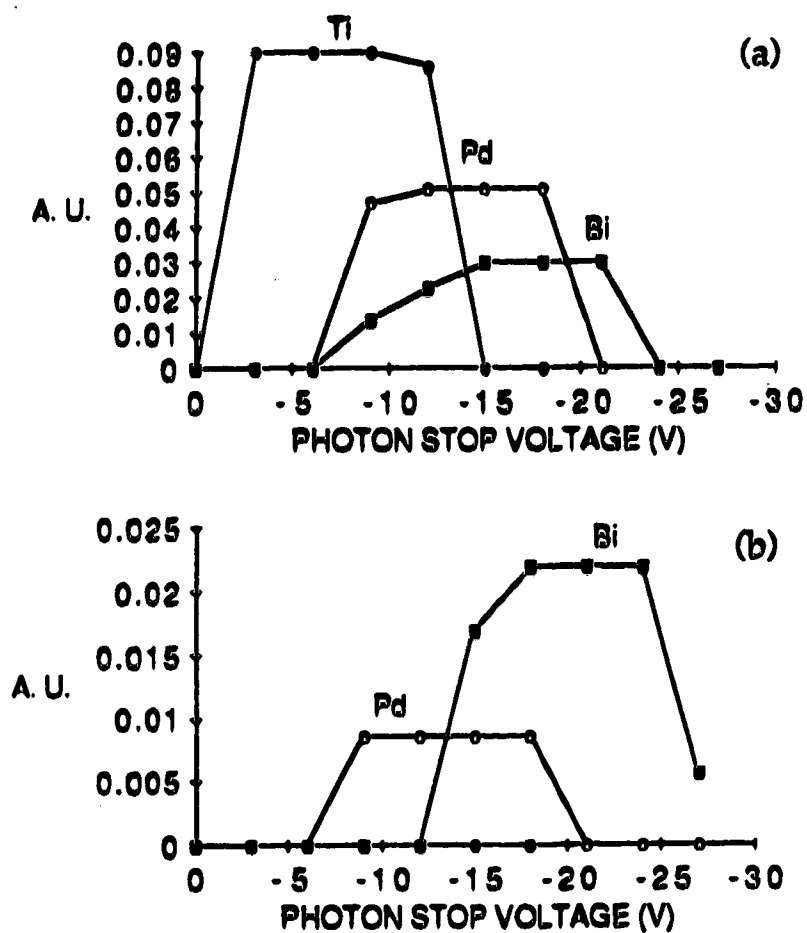 Ti
(a)
0.09
0.08
0.07
0.06
Pd
A. U.
0.05
0.04
Bi
0.03
0.02
0.01
0
0 -5 -10 -15 -20 -25 -30
PHOTON STOP VOLTAGE (V)
0.025
Bi
(b)
0.02
0.015
A. U.
Pd
0.01
0.005
0
0 -5 -10 -15 -20 -25 -30
PHOTON STOP VOLTAGE (V)